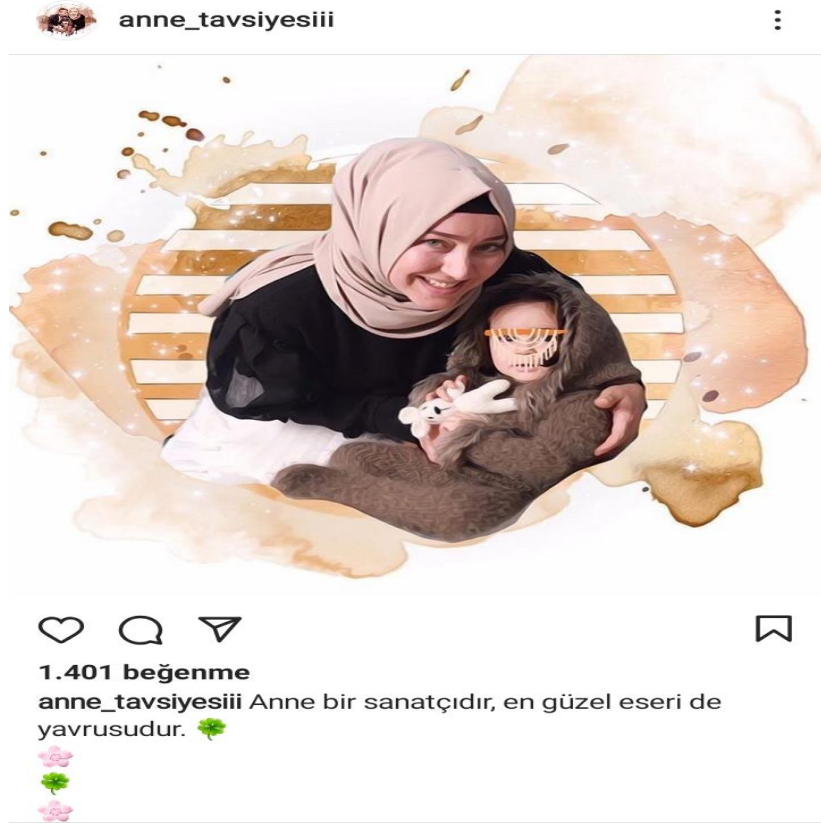 anne_tavsiyesiii
1.401 beğenme
anne_tavsiyesiii Anne bir sanatçıdır, en güzel eseri de
yavrusudur. 🍀
🌸
🍀
🌸